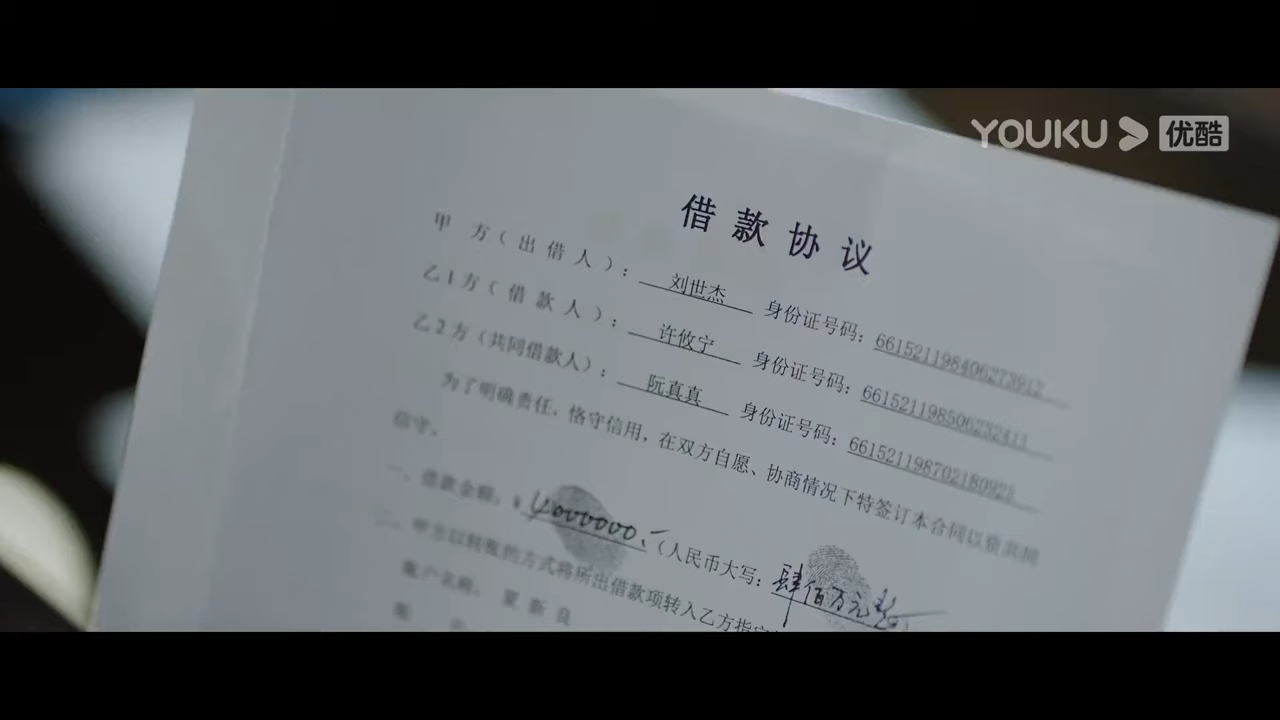 YOUKU 优酷
借款协议
甲 方(出借人): 刘世杰 身份证号码: 661521198406273912
乙1方(借款人): 许攸宁 身份证号码: 661521198506232411
乙2方(共同借款人): 阮真真 身份证号码: 661521198702180922
为了明确责任,恪守信用,在双方自愿、协商情况下特签订本合同以资共同
信守。
一、借款金额:¥4000000.(人民币大写:肆佰万元整
二、甲方以转账的方式将所出借款项转入乙方指定
账户名称:夏新良